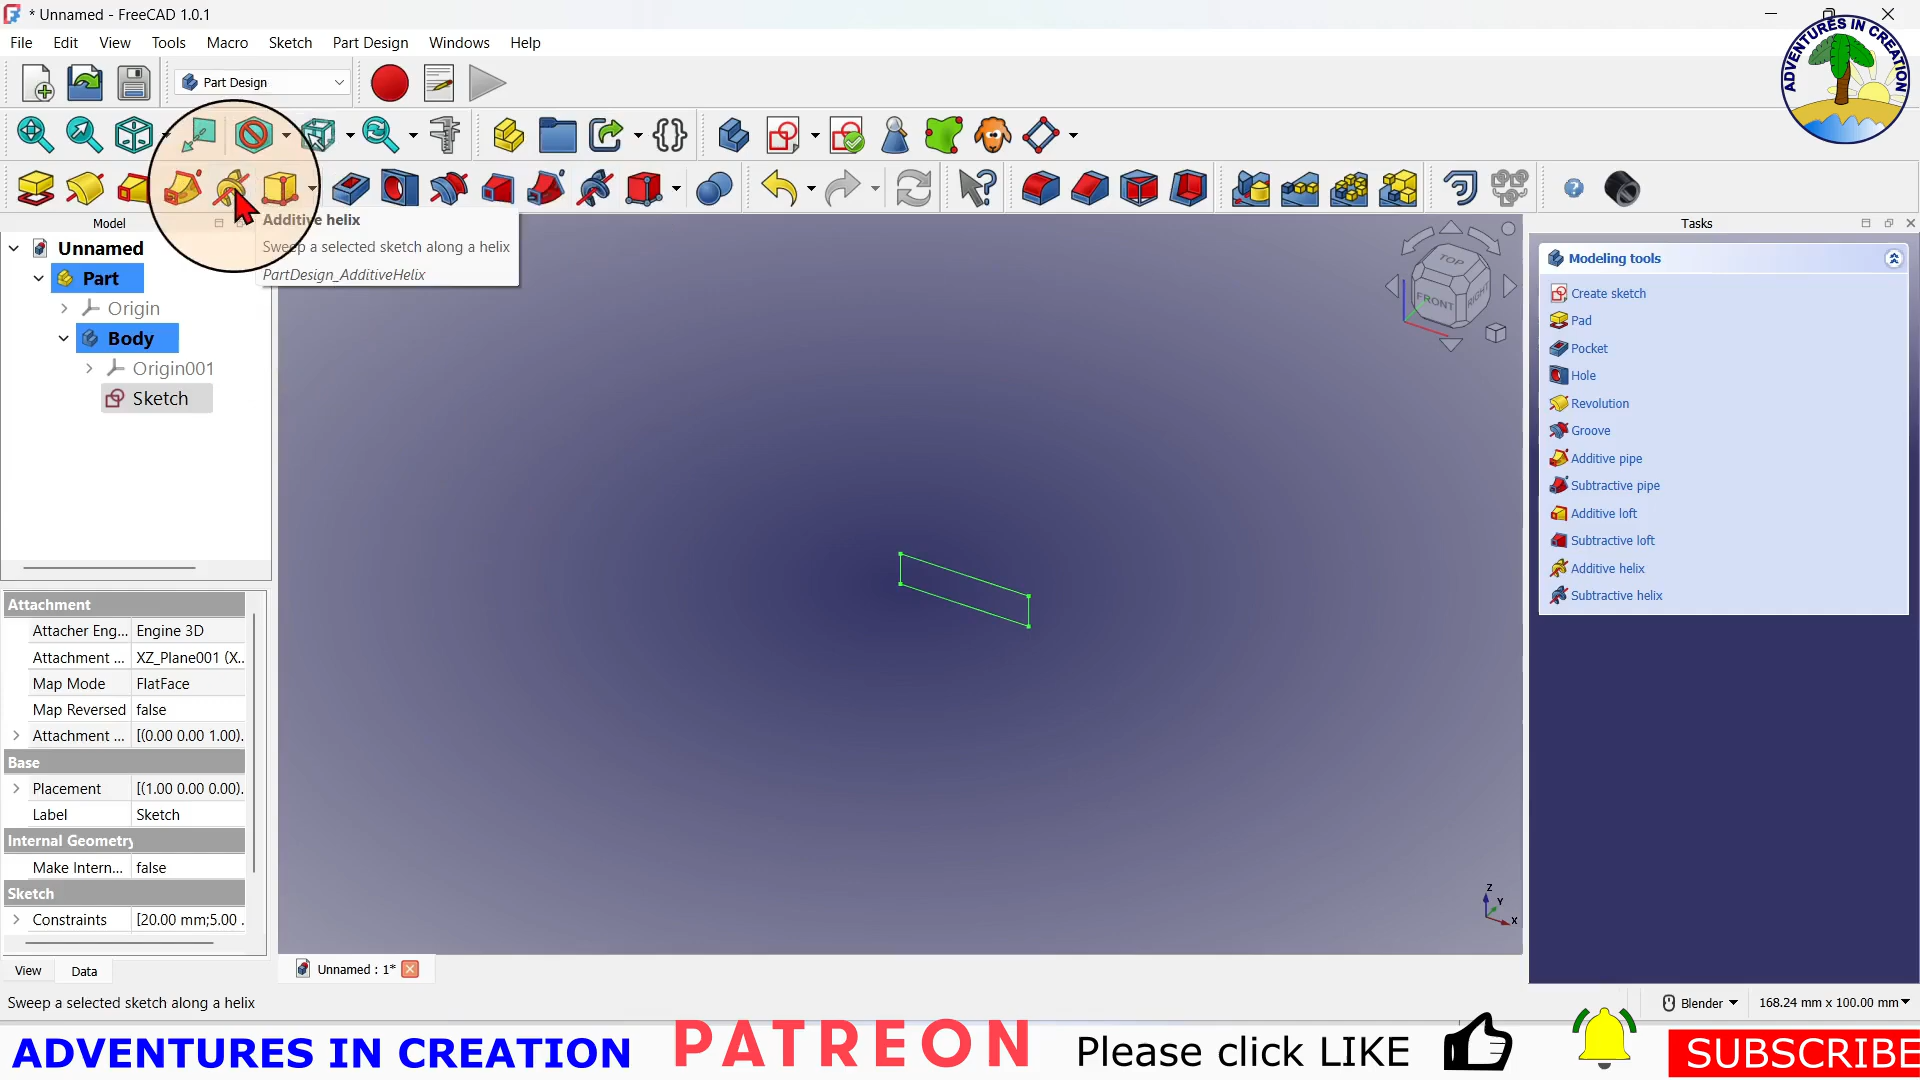 * Unnamed - FreeCAD 1.0.1
File Edit View Tools Macro Sketch Part Design Windows Help
ADVENTURES IN CREATION
Part Design
Additive helix
Sweep a selected sketch along a helix
PartDesign_AdditiveHelix
Model
Unnamed
Part
Origin
Body
Origin001
Sketch
Attachment
Attacher Eng... Engine 3D
Attachment ... XZ_Plane001 (X..
Map Mode FlatFace
Map Reversed false
Attachment ... [(0.00 0.00 1.00).
Base
Placement [(1.00 0.00 0.00).
Label Sketch
Internal Geometry
Make Intern... false
Sketch
Constraints [20.00 mm;5.00 .
View Data
TOP
FRONT
RIGHT
Z
Y
X
Unnamed : 1*
Tasks
Modeling tools
Create sketch
Pad
Pocket
Hole
Revolution
Groove
Additive pipe
Subtractive pipe
Additive loft
Subtractive loft
Additive helix
Subtractive helix
Sweep a selected sketch along a helix
Blender
168.24 mm x 100.00 mm
ADVENTURES IN CREATION PATREON Please click LIKE SUBSCRIBE